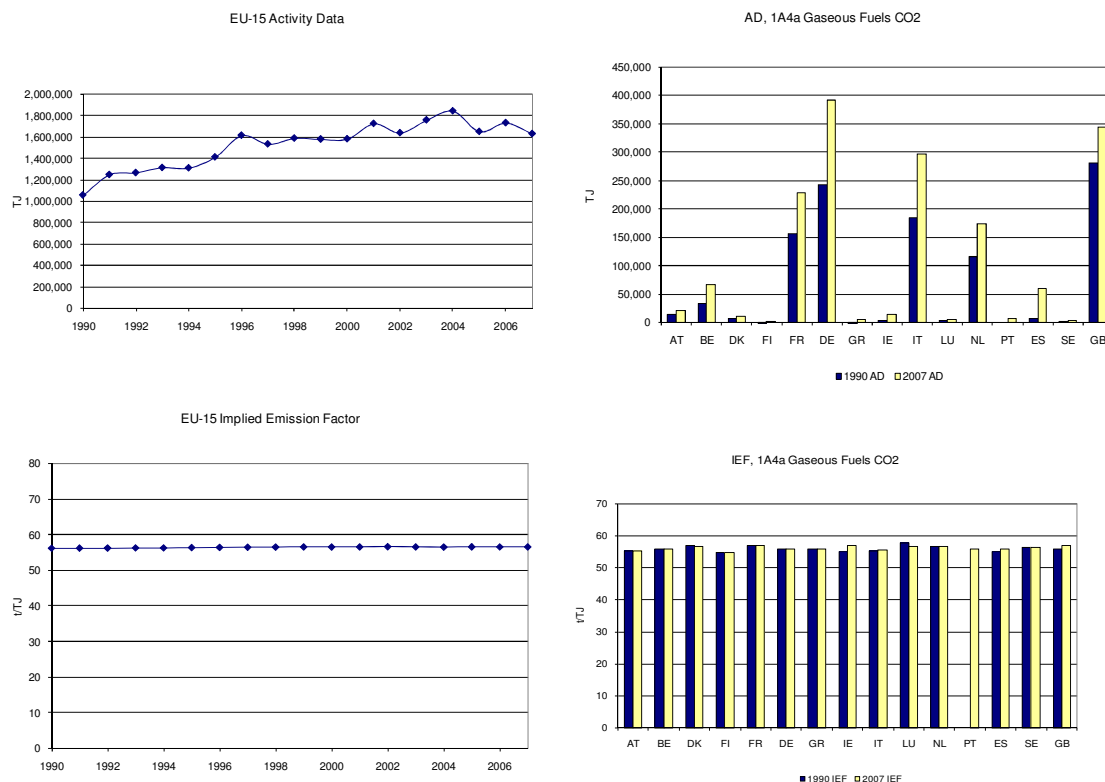 EU-15 Activity Data
2,000,000
1,800,000
1,600,000
1,400,000
1,200,000
1,000,000
800,000
600,000
400,000
200,000
0
TJ
1990 1992 1994 1996 1998 2000 2002 2004 2006
AD, 1A4a Gaseous Fuels CO2
450,000
400,000
350,000
300,000
250,000
200,000
150,000
100,000
50,000
0
TJ
AT BE DK FI FR DE GR IE IT LU NL PT ES SE GB
1990 AD 2007 AD
EU-15 Implied Emission Factor
80
70
60
50
40
30
20
10
0
t/TJ
1990 1992 1994 1996 1998 2000 2002 2004 2006
IEF, 1A4a Gaseous Fuels CO2
70
60
50
40
30
20
10
0
t/TJ
AT BE DK FI FR DE GR IE IT LU NL PT ES SE GB
1990 IEF 2007 IEF